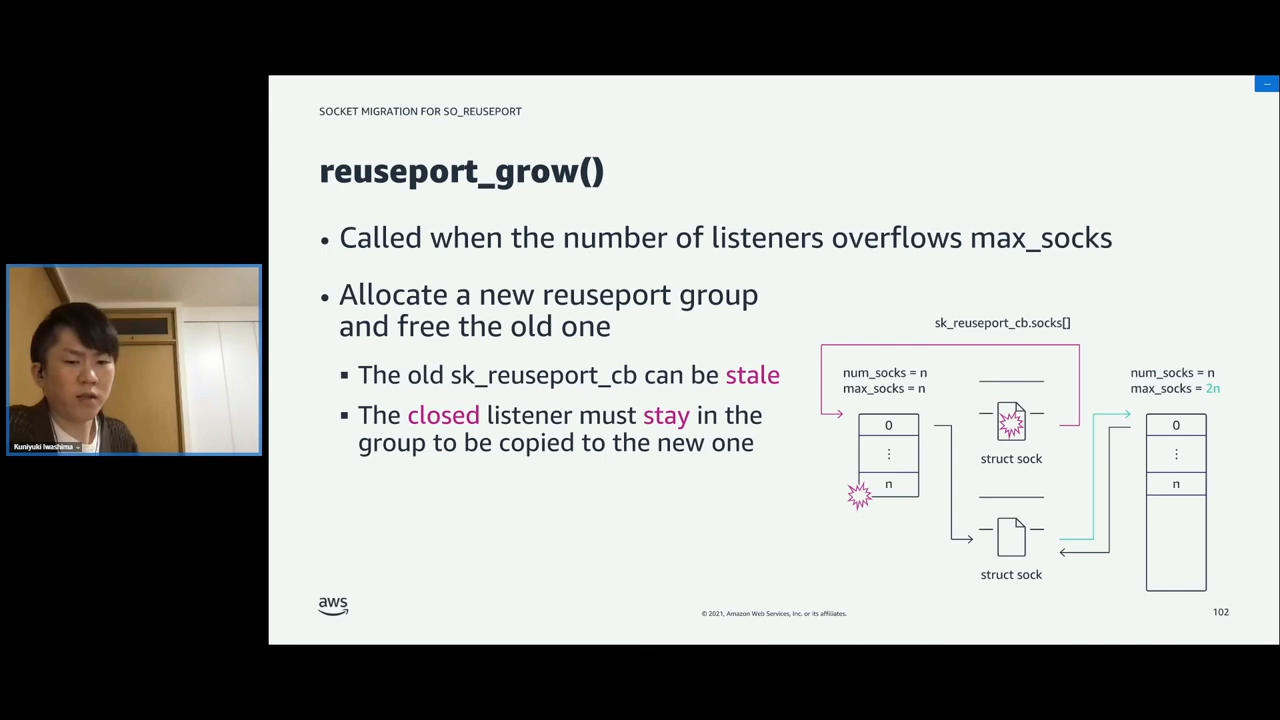 SOCKET MIGRATION FOR SO_REUSEPORT
reuseport_grow()
• Called when the number of listeners overflows max_socks
• Allocate a new reuseport group
and free the old one
▪ The old sk_reuseport_cb can be stale
▪ The closed listener must stay in the
group to be copied to the new one
sk_reuseport_cb.socks[]
num_socks = n
max_socks = n
0
⋮
n
struct sock
struct sock
num_socks = n
max_socks = 2n
0
⋮
n
Kuniyuki Iwashima
aws
© 2021, Amazon Web Services, Inc. or its affiliates.
102